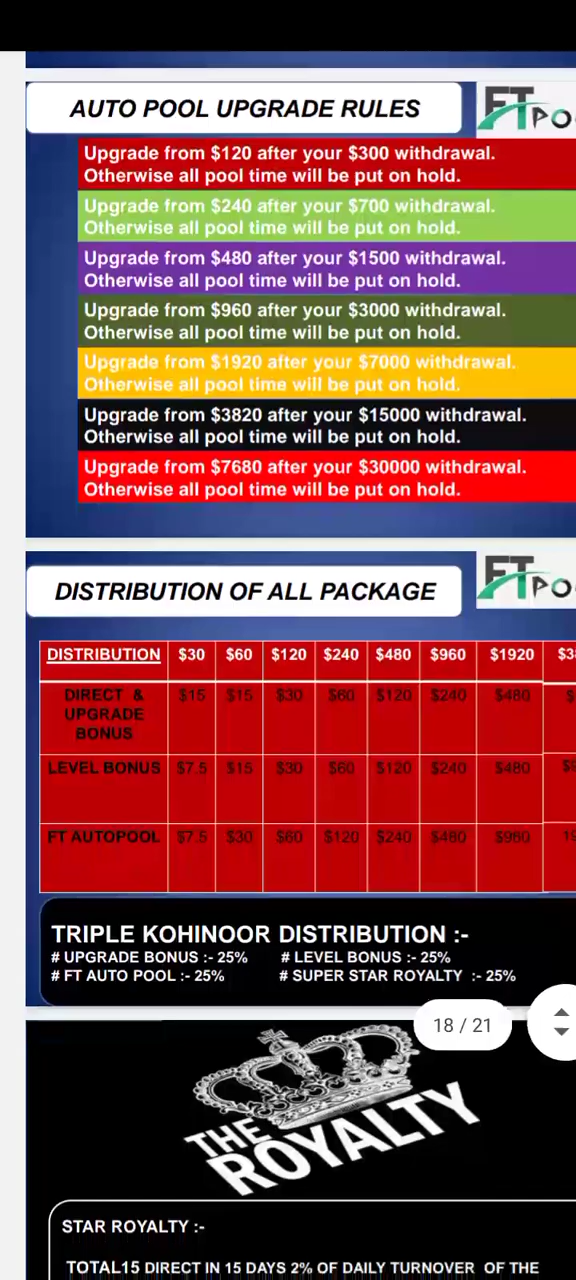 AUTO POOL UPGRADE RULES
FT
Upgrade from $120 after your $300 withdrawal.
Otherwise all pool time will be put on hold.
Upgrade from $240 after your $700 withdrawal.
Otherwise all pool time will be put on hold.
Upgrade from $480 after your $1500 withdrawal.
Otherwise all pool time will be put on hold.
Upgrade from $960 after your $3000 withdrawal.
Otherwise all pool time will be put on hold.
Upgrade from $1920 after your $7000 withdrawal.
Otherwise all pool time will be put on hold.
Upgrade from $3820 after your $15000 withdrawal.
Otherwise all pool time will be put on hold.
Upgrade from $7680 after your $30000 withdrawal.
Otherwise all pool time will be put on hold.
DISTRIBUTION OF ALL PACKAGE
FT
DISTRIBUTION $30 $60 $120 $240 $480 $960 $1920
DIRECT & UPGRADE BONUS $15 $15 $30 $60 $120 $240 $480
LEVEL BONUS $7.5 $15 $30 $60 $120 $240 $480
FT AUTOPOOL $7.5 $30 $60 $120 $240 $480 $960
TRIPLE KOHINOOR DISTRIBUTION :-
# UPGRADE BONUS :- 25% # LEVEL BONUS :- 25%
# FT AUTO POOL :- 25% # SUPER STAR ROYALTY :- 25%
18 / 21
THE
ROYALTY
STAR ROYALTY :-
TOTAL15 DIRECT IN 15 DAYS 2% OF DAILY TURNOVER OF THE